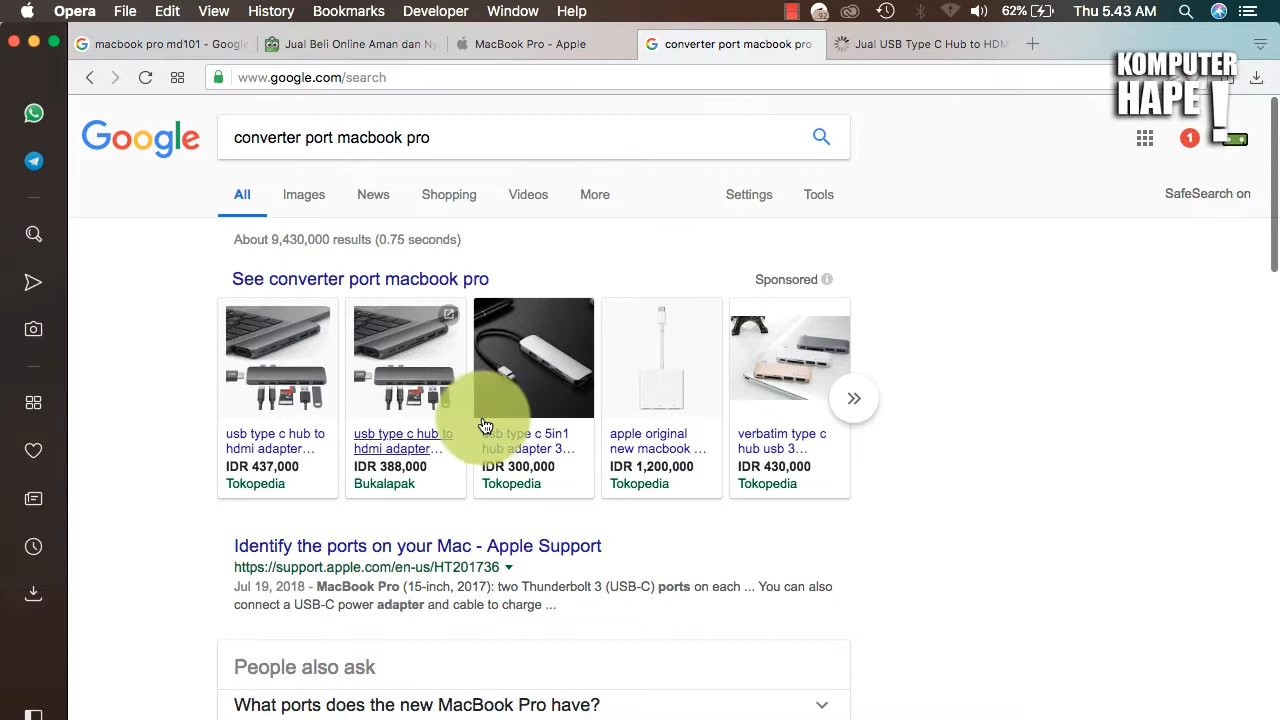 Opera File Edit View History Bookmarks Developer Window Help 62% Thu 5.43 AM
macbook pro md101 - Google Jual Beli Online Aman dan Ny MacBook Pro - Apple converter port macbook pro - Jual USB Type C Hub to HDM
www.google.com/search
KOMPUTER
HAPE!
Google
converter port macbook pro
1
All Images News Shopping Videos More Settings Tools
SafeSearch on
About 9,430,000 results (0.75 seconds)
See converter port macbook pro
Sponsored
usb type c hub to
hdmi adapter…
IDR 437,000
Tokopedia
usb type c hub to
hdmi adapter…
IDR 388,000
Bukalapak
usb type c 5in1
hub adapter 3…
IDR 300,000
Tokopedia
apple original
new macbook …
IDR 1,200,000
Tokopedia
verbatim type c
hub usb 3…
IDR 430,000
Tokopedia
Identify the ports on your Mac - Apple Support
https://support.apple.com/en-us/HT201736
Jul 19, 2018 - MacBook Pro (15-inch, 2017): two Thunderbolt 3 (USB-C) ports on each ... You can also
connect a USB-C power adapter and cable to charge ...
People also ask
What ports does the new MacBook Pro have?